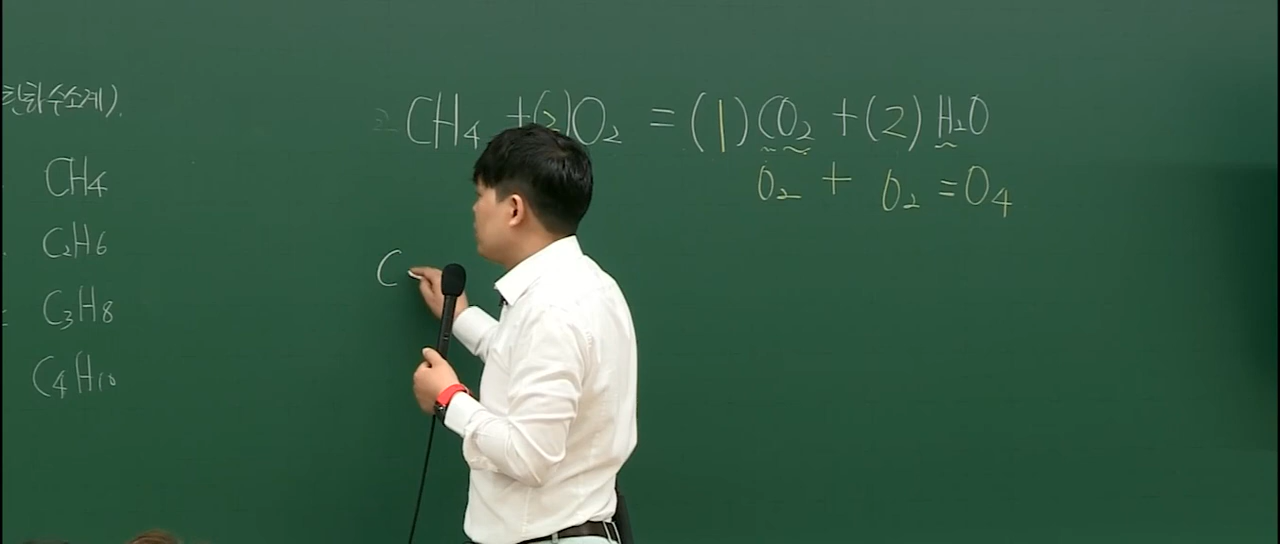 탄화수소계).
CH4
C2H6
C3H8
C4H10
CH4 +(2)O2 = (1)CO2 +(2)H2O
O2 + O2 =O4
C